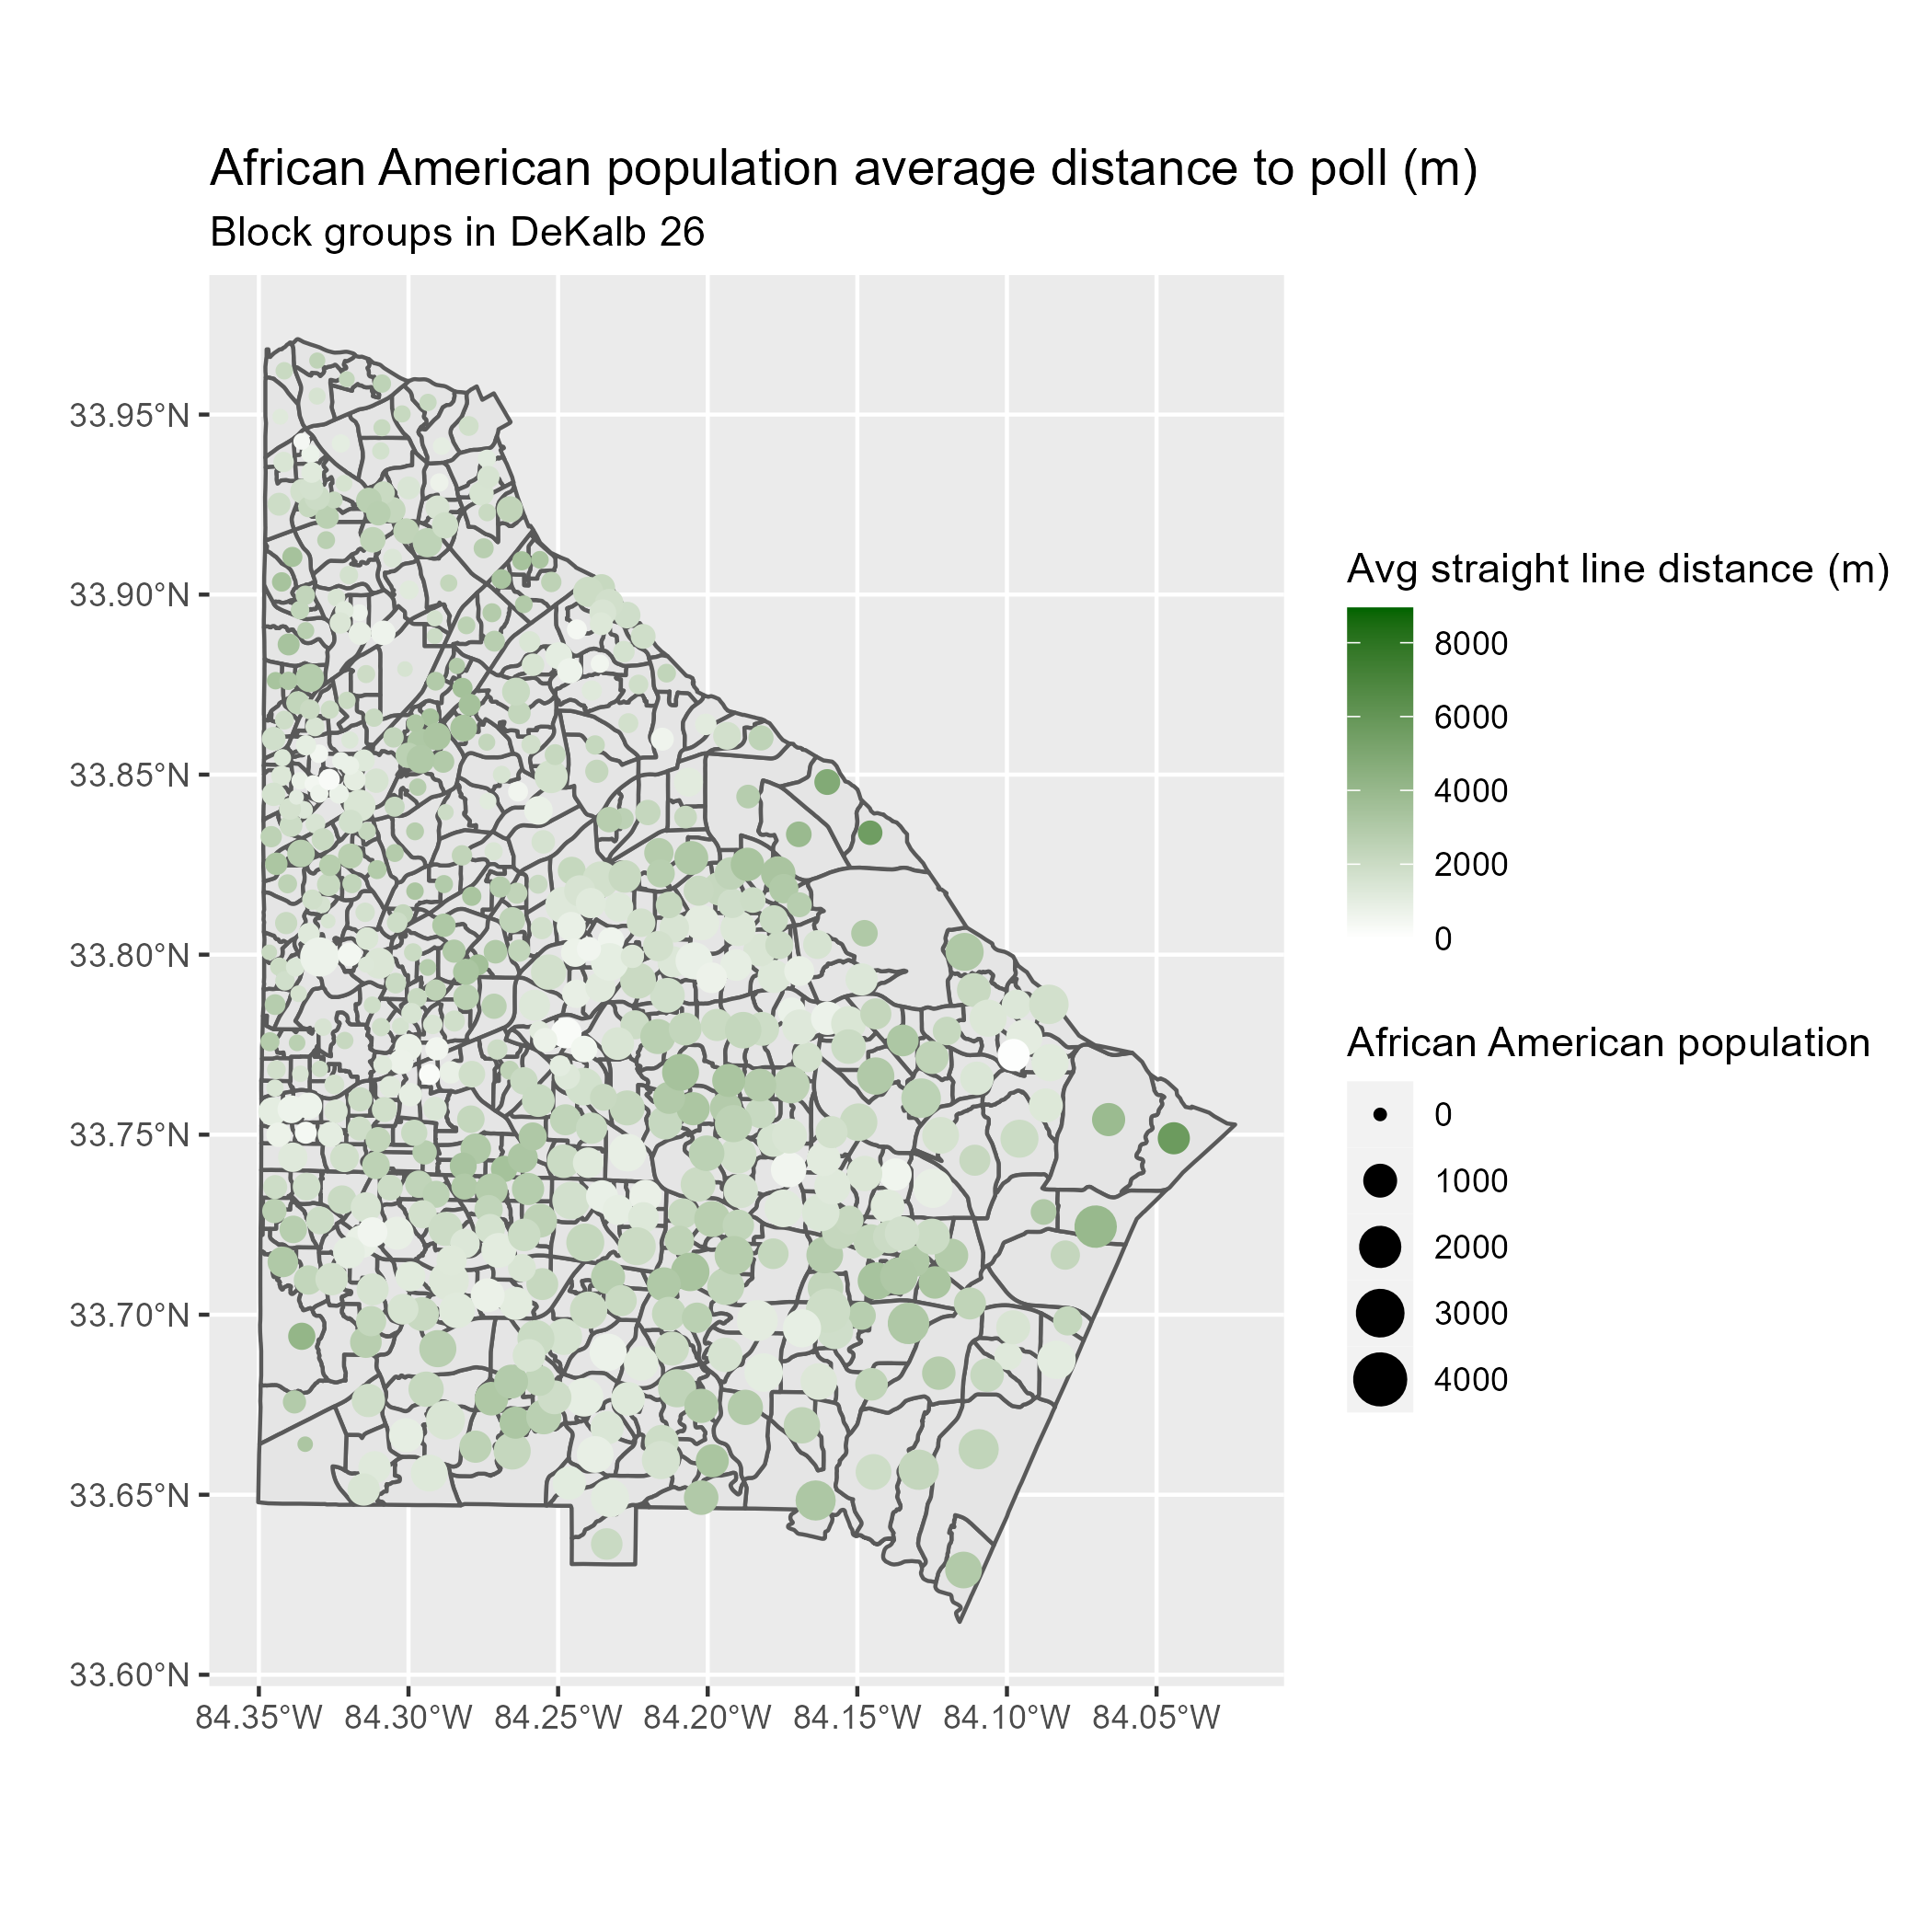 African American population average distance to poll (m)
Block groups in DeKalb 26
33.95°N
33.90°N
33.85°N
33.80°N
33.75°N
33.70°N
33.65°N
33.60°N
84.35°W 84.30°W 84.25°W 84.20°W 84.15°W 84.10°W 84.05°W
Avg straight line distance (m)
8000
6000
4000
2000
0
African American population
0
1000
2000
3000
4000